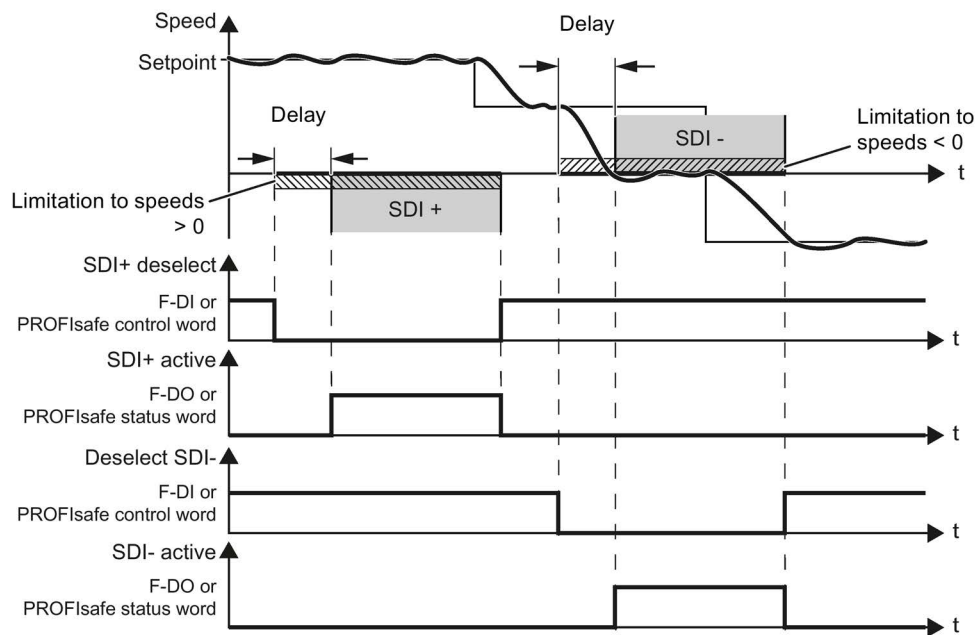 Speed
Delay
Setpoint
Delay
SDI -
Limitation to
speeds < 0
t
Limitation to speeds
> 0
SDI +
SDI+ deselect
F-DI or
PROFIsafe control word
t
SDI+ active
F-DO or
PROFIsafe status word
t
Deselect SDI-
F-DI or
PROFIsafe control word
t
SDI- active
F-DO or
PROFIsafe status word
t